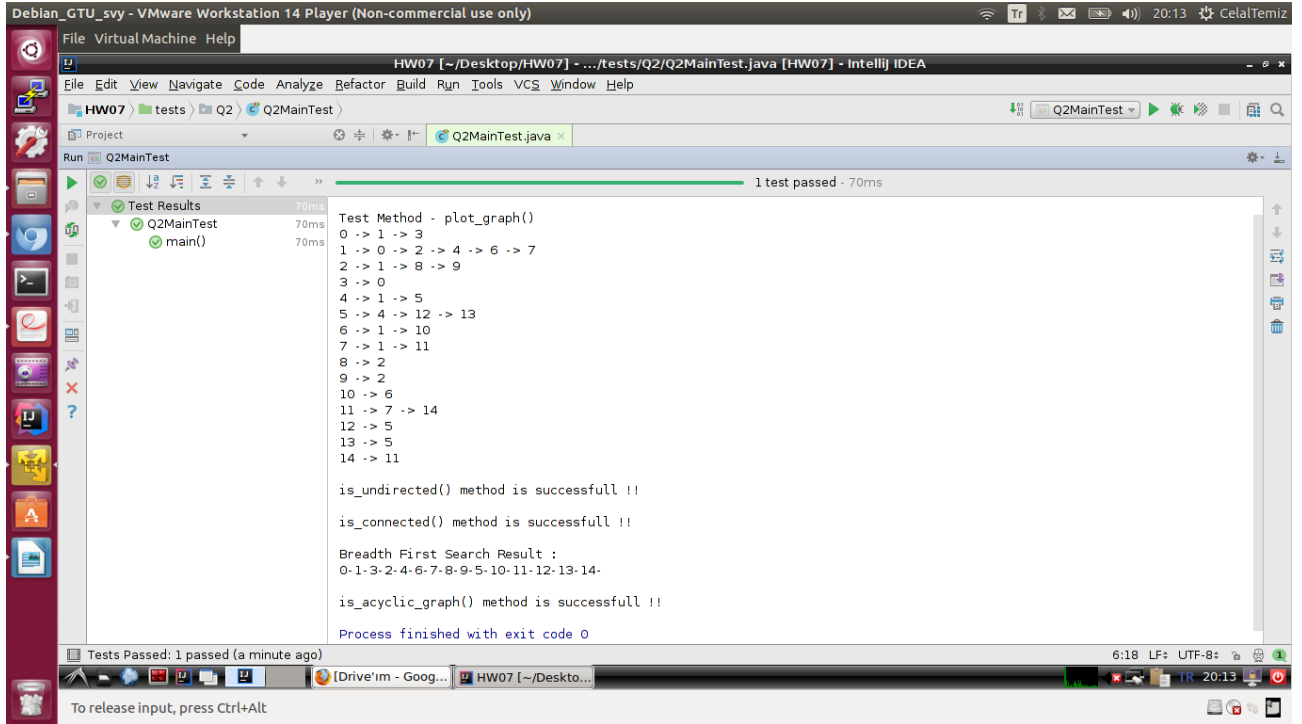 Debian_GTU_svy - VMware Workstation 14 Player (Non-commercial use only) Tr 20:13 CelalTemiz
File Virtual Machine Help
HW07 [~/Desktop/HW07] - .../tests/Q2/Q2MainTest.java [HW07] - IntelliJ IDEA
File Edit View Navigate Code Analyze Refactor Build Run Tools VCS Window Help
HW07 tests Q2 Q2MainTest Q2MainTest
Project Q2MainTest.java
Run Q2MainTest
1 test passed - 70ms
Test Results 70ms
Q2MainTest 70ms
main() 70ms
Test Method - plot_graph()
0 -> 1 -> 3
1 -> 0 -> 2 -> 4 -> 6 -> 7
2 -> 1 -> 8 -> 9
3 -> 0
4 -> 1 -> 5
5 -> 4 -> 12 -> 13
6 -> 1 -> 10
7 -> 1 -> 11
8 -> 2
9 -> 2
10 -> 6
11 -> 7 -> 14
12 -> 5
13 -> 5
14 -> 11
is_undirected() method is successfull !!
is_connected() method is successfull !!
Breadth First Search Result :
0-1-3-2-4-6-7-8-9-5-10-11-12-13-14-
is_acyclic_graph() method is successfull !!
Process finished with exit code 0
Tests Passed: 1 passed (a minute ago) 6:18 LF UTF-8 1
[Drive'ım - Goog... HW07 [~/Deskto... TR 20:13
To release input, press Ctrl+Alt